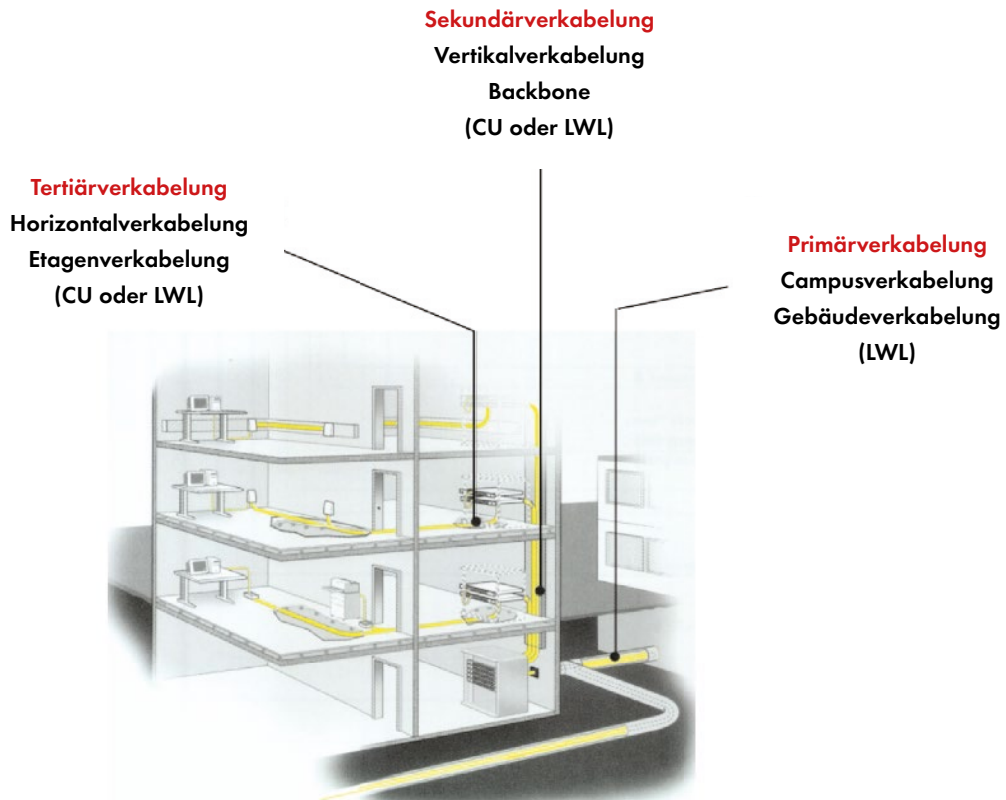 Sekundärverkabelung
Vertikalverkabelung
Backbone
(CU oder LWL)
Tertiärverkabelung
Horizontalverkabelung
Etagenverkabelung
(CU oder LWL)
Primärverkabelung
Campusverkabelung
Gebäudeverkabelung
(LWL)